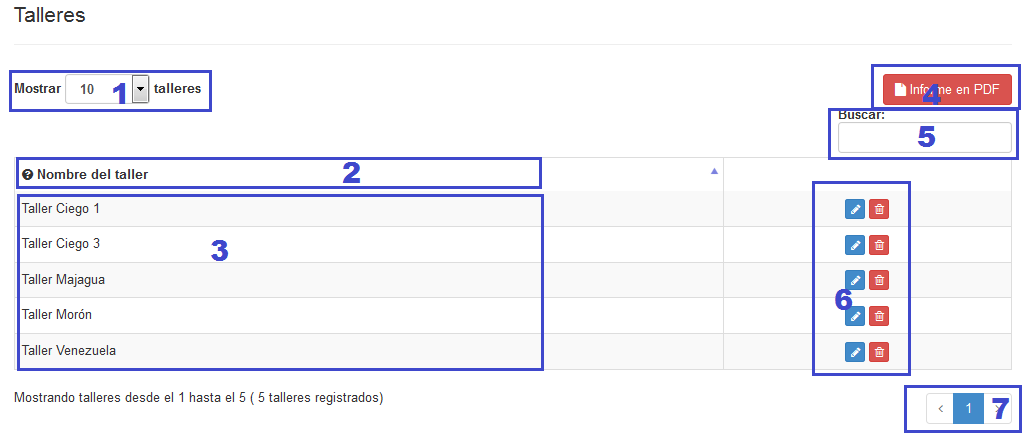 Talleres
Mostrar 10 1 talleres
4 Informe en PDF
Buscar:
5
Nombre del taller 2
Taller Ciego 1
Taller Ciego 3
3
Taller Majagua
Taller Morón
6
Taller Venezuela
Mostrando talleres desde el 1 hasta el 5 ( 5 talleres registrados)
< 1 > 7